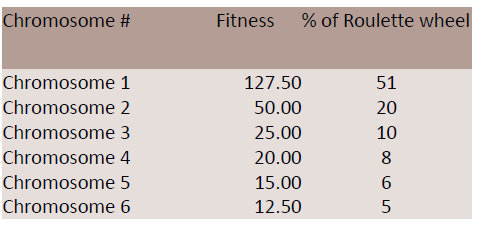 Chromosome # Fitness % of Roulette wheel
Chromosome 1 127.50 51
Chromosome 2 50.00 20
Chromosome 3 25.00 10
Chromosome 4 20.00 8
Chromosome 5 15.00 6
Chromosome 6 12.50 5